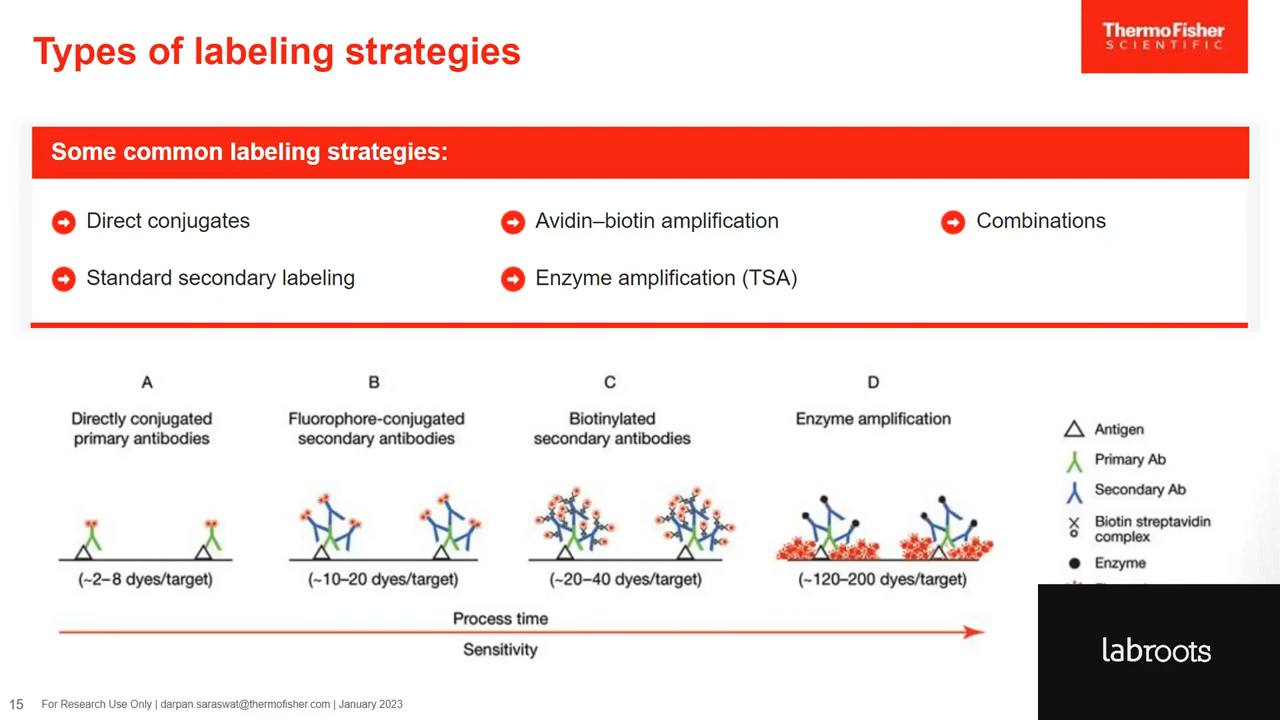 Types of labeling strategies
ThermoFisher
SCIENTIFIC
Some common labeling strategies:
Direct conjugates
Avidin–biotin amplification
Combinations
Standard secondary labeling
Enzyme amplification (TSA)
A
B
C
D
Directly conjugated
primary antibodies
Fluorophore-conjugated
secondary antibodies
Biotinylated
secondary antibodies
Enzyme amplification
(~2–8 dyes/target)
(~10–20 dyes/target)
(~20–40 dyes/target)
(~120–200 dyes/target)
Antigen
Primary Ab
Secondary Ab
Biotin streptavidin
complex
Enzyme
Process time
Sensitivity
labroots
15
For Research Use Only | darpan.saraswat@thermofisher.com | January 2023